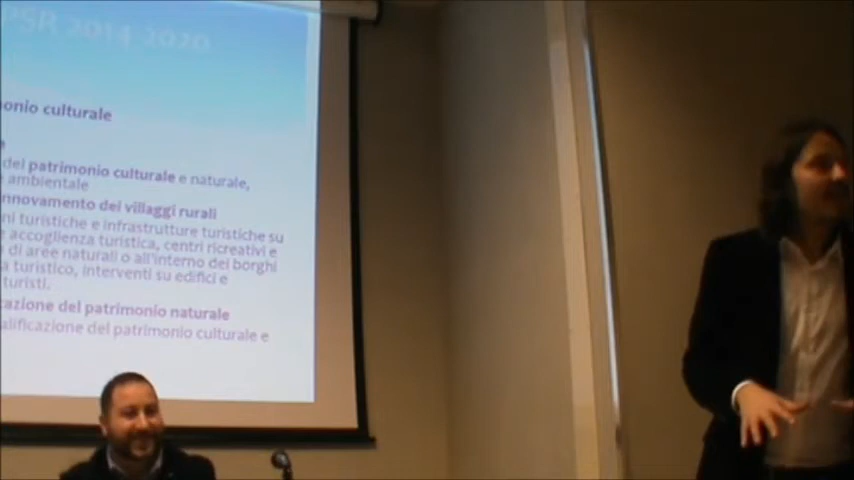 PSR 2014 2020
onio culturale
del patrimonio culturale e naturale,
e ambientale
nnovamento dei villaggi rurali
ni turistiche e infrastrutture turistiche su
e accoglienza turistica, centri ricreativi e
di aree naturali o all'interno dei borghi
a turistico, interventi su edifici e
turisti.
cazione del patrimonio naturale
alificazione del patrimonio culturale e